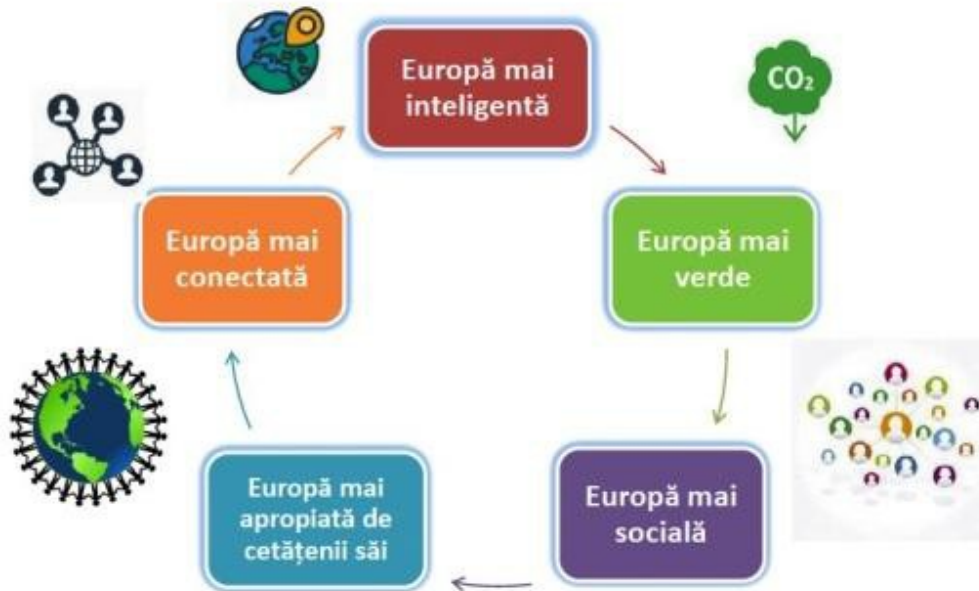 Europă mai
inteligentă
CO₂
Europă mai
verde
Europă mai
socială
Europă mai
apropiată de
cetățenii săi
Europă mai
conectată